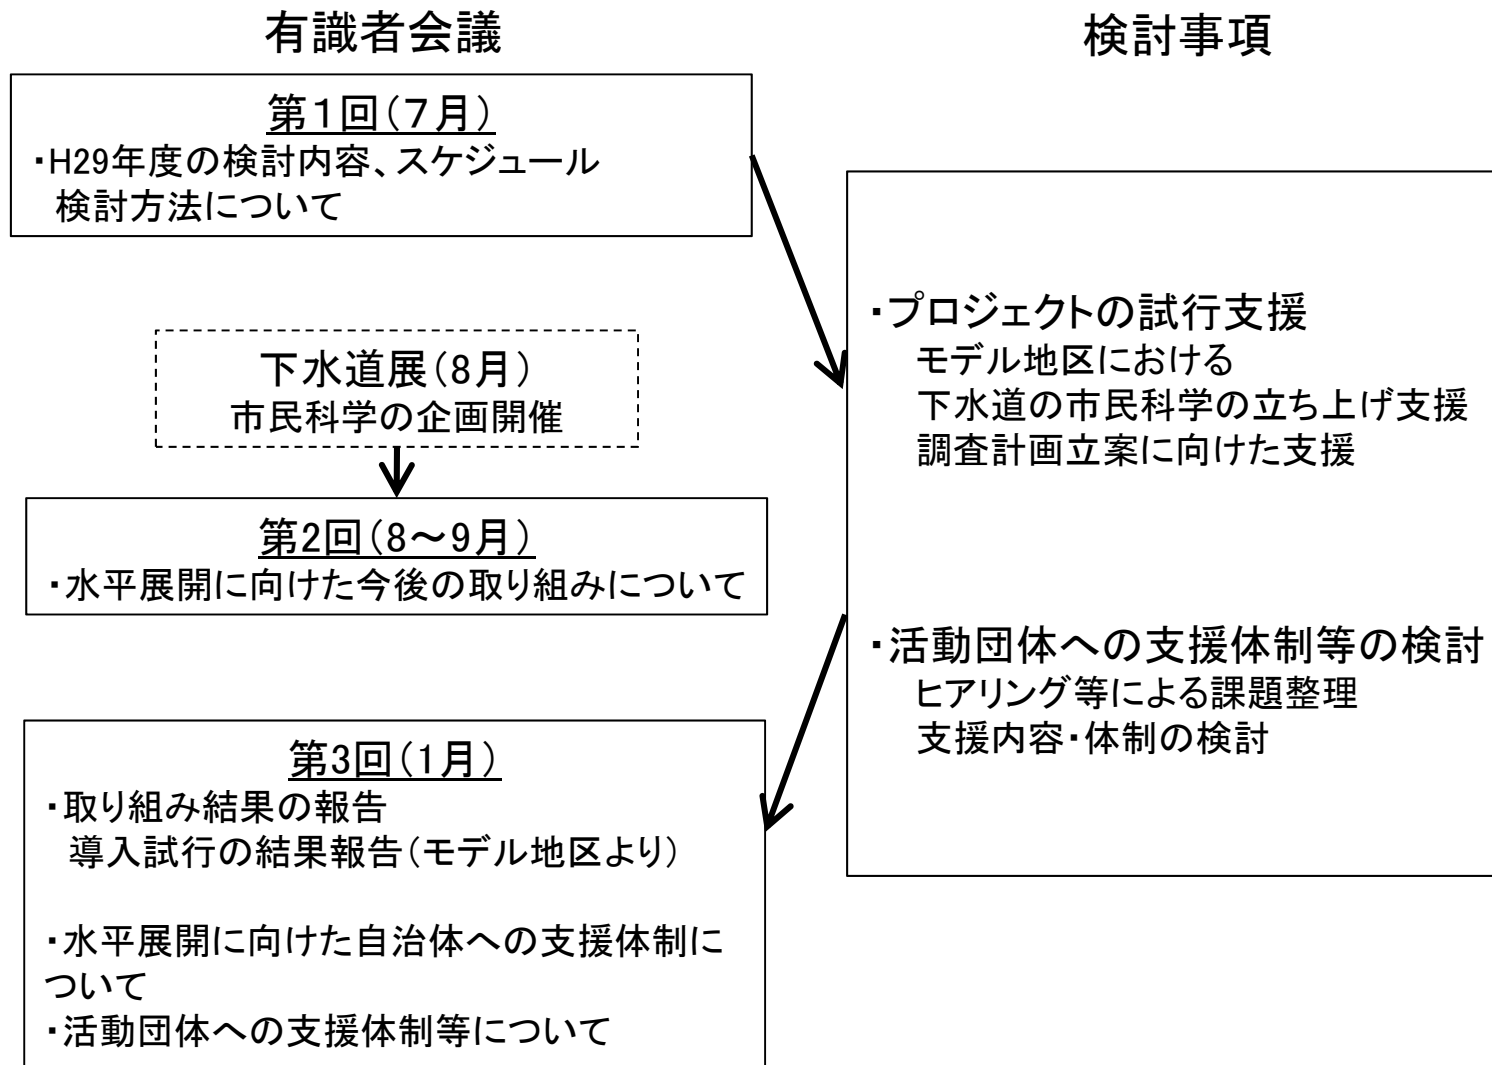 有識者会議
第１回（７月）
・H29年度の検討内容、スケジュール
検討方法について
下水道展（8月）
市民科学の企画開催
第2回（8～9月）
・水平展開に向けた今後の取り組みについて
第3回（1月）
・取り組み結果の報告
導入試行の結果報告（モデル地区より）
・水平展開に向けた自治体への支援体制に
ついて
・活動団体への支援体制等について
検討事項
・プロジェクトの試行支援
モデル地区における
下水道の市民科学の立ち上げ支援
調査計画立案に向けた支援
・活動団体への支援体制等の検討
ヒアリング等による課題整理
支援内容・体制の検討